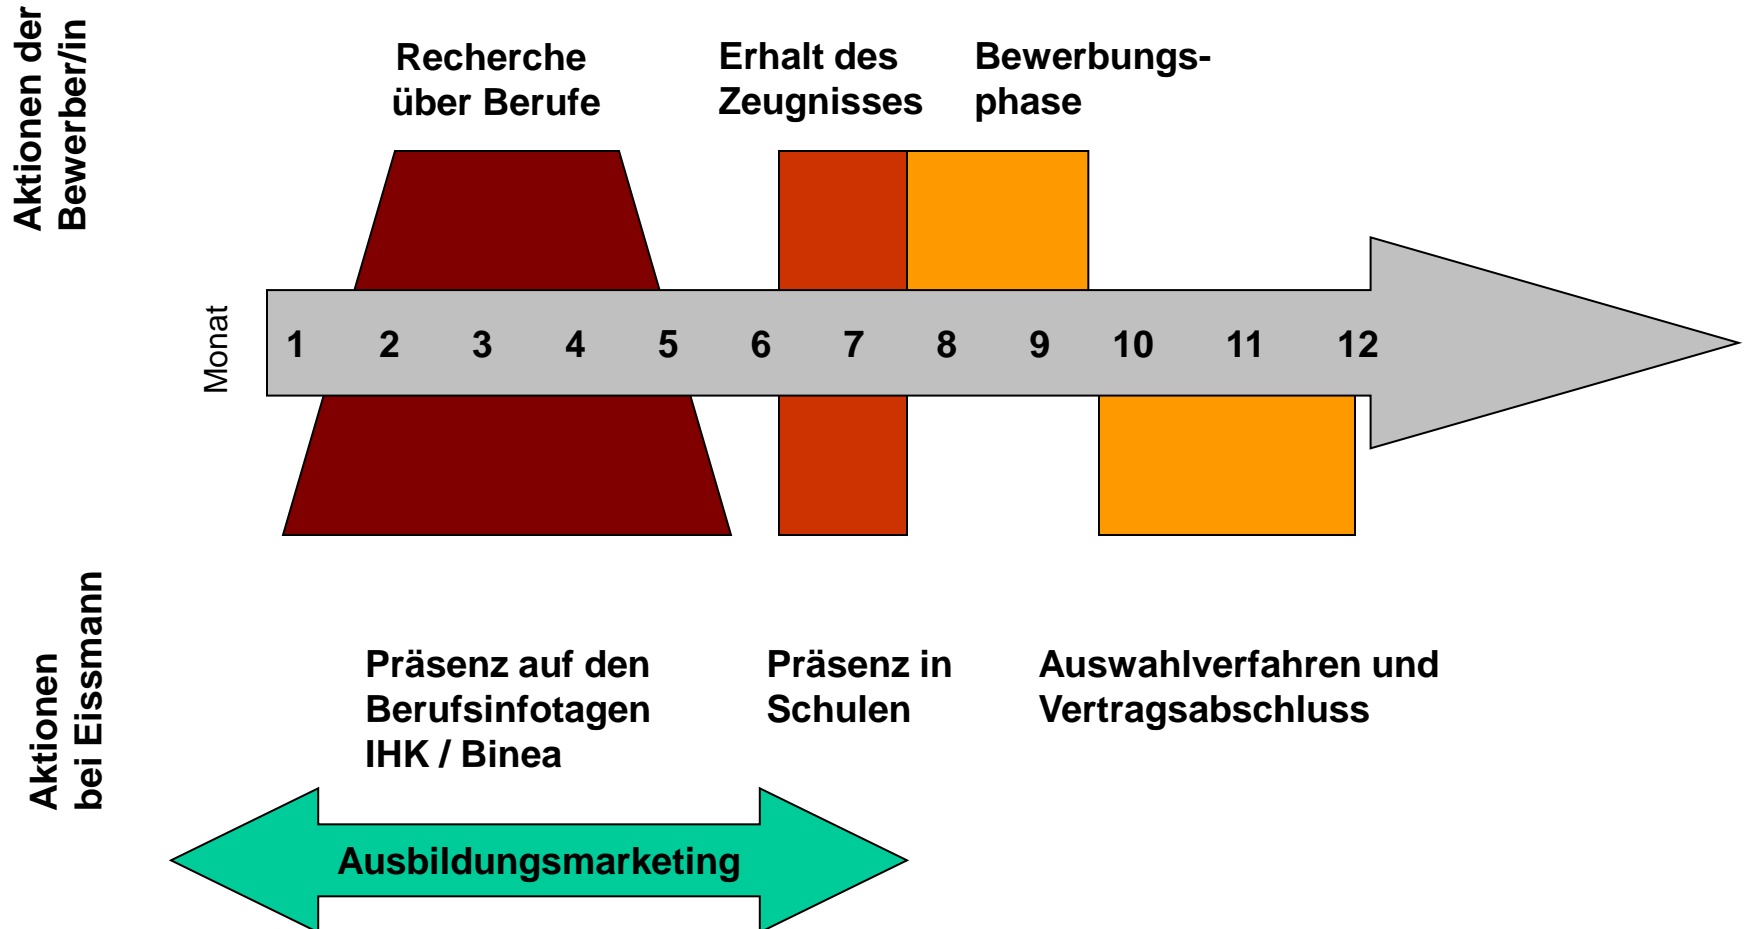 Aktionen der
Bewerber/in
Recherche
über Berufe
Erhalt des
Zeugnisses
Bewerbungs-
phase
Monat
1 2 3 4 5 6 7 8 9 10 11 12
Aktionen
bei Eissmann
Präsenz auf den
Berufsinfotagen
IHK / Binea
Präsenz in
Schulen
Auswahlverfahren und
Vertragsabschluss
Ausbildungsmarketing